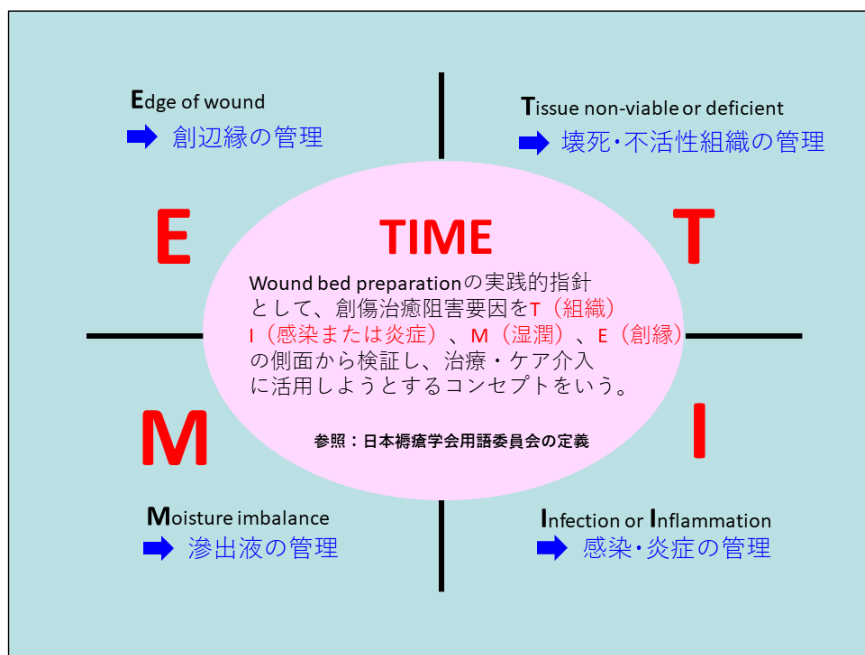 Edge of wound
➡ 創辺縁の管理
E
Tissue non-viable or deficient
➡ 壊死・不活性組織の管理
T
TIME
Wound bed preparationの実践的指針
として、創傷治癒阻害要因をT（組織）
I（感染または炎症）、M（湿潤）、E（創縁）
の側面から検証し、治療・ケア介入
に活用しようとするコンセプトをいう。
参照：日本褥瘡学会用語委員会の定義
M
Moisture imbalance
➡ 滲出液の管理
I
Infection or Inflammation
➡ 感染・炎症の管理